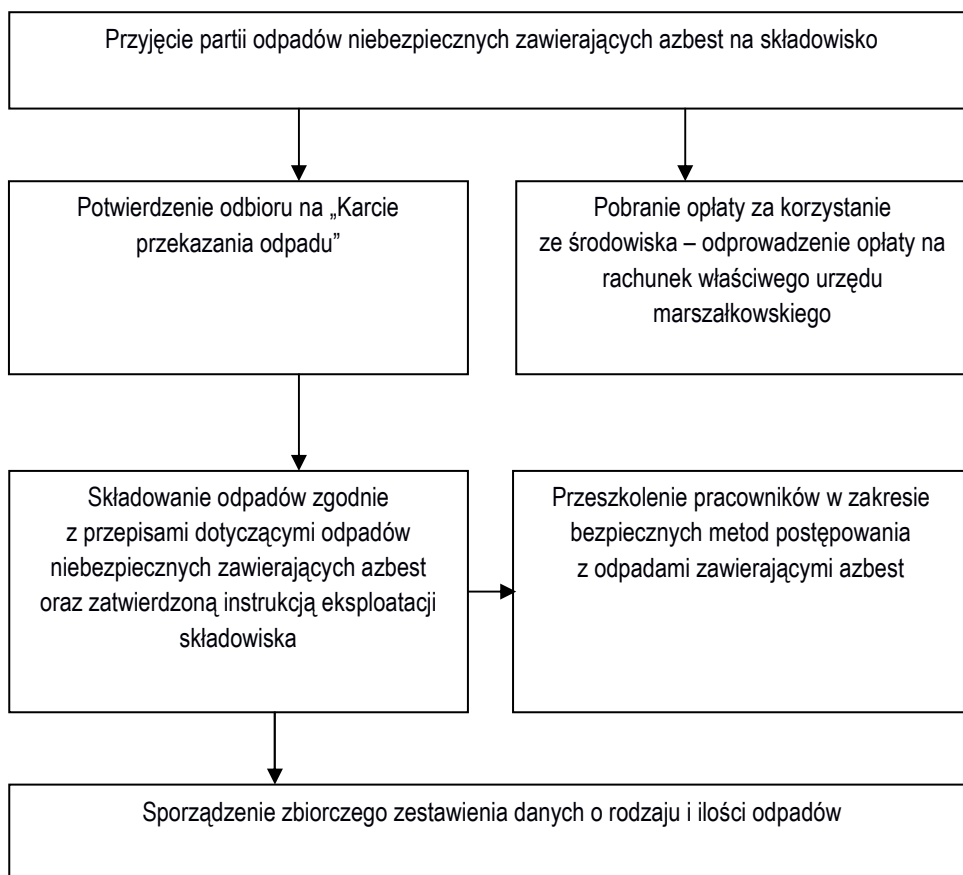 Przyjęcie partii odpadów niebezpiecznych zawierających azbest na składowisko
Potwierdzenie odbioru na „Karcie
przekazania odpadu”
Pobranie opłaty za korzystanie
ze środowiska – odprowadzenie opłaty na
rachunek właściwego urzędu
marszałkowskiego
Składowanie odpadów zgodnie
z przepisami dotyczącymi odpadów
niebezpiecznych zawierających azbest
oraz zatwierdzoną instrukcją eksploatacji
składowiska
Przeszkolenie pracowników w zakresie
bezpiecznych metod postępowania
z odpadami zawierającymi azbest
Sporządzenie zbiorczego zestawienia danych o rodzaju i ilości odpadów